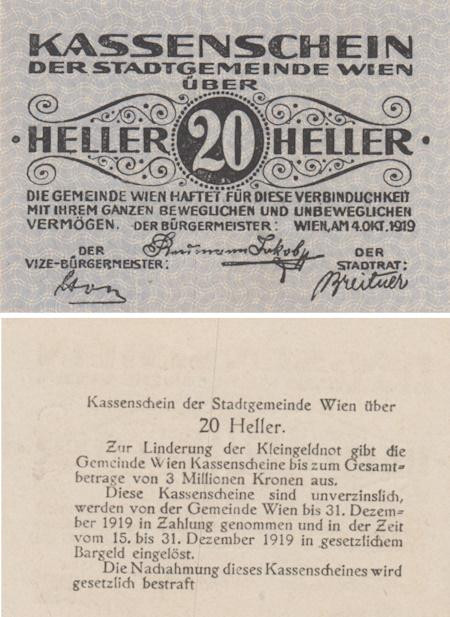 KASSENSCHEIN
DER STADTGEMEINDE WIEN
ÜBER
HELLER 20 HELLER
DIE GEMEINDE WIEN HAFTET FÜR DIESE VERBINDLICHKEIT
MIT IHREM GANZEN BEWEGLICHEN UND UNBEWEGLICHEN
VERMÖGEN. DER BÜRGERMEISTER: WIEN, AM 4. OKT. 1919
DER
VIZE-BÜRGERMEISTER:
Reumann Jakob
DER
STADTRAT:
Breitner
Kassenschein der Stadtgemeinde Wien über
20 Heller.
Zur Linderung der Kleingeldnot gibt die
Gemeinde Wien Kassenscheine bis zum Gesamt=
betrage von 3 Millionen Kronen aus.
Diese Kassenscheine sind unverzinslich,
werden von der Gemeinde Wien bis 31. Dezem=
ber 1919 in Zahlung genommen und in der Zeit
vom 15. bis 31. Dezember 1919 in gesetzlichem
Bargeld eingelöst.
Die Nachahmung dieses Kassenscheines wird
gesetzlich bestraft